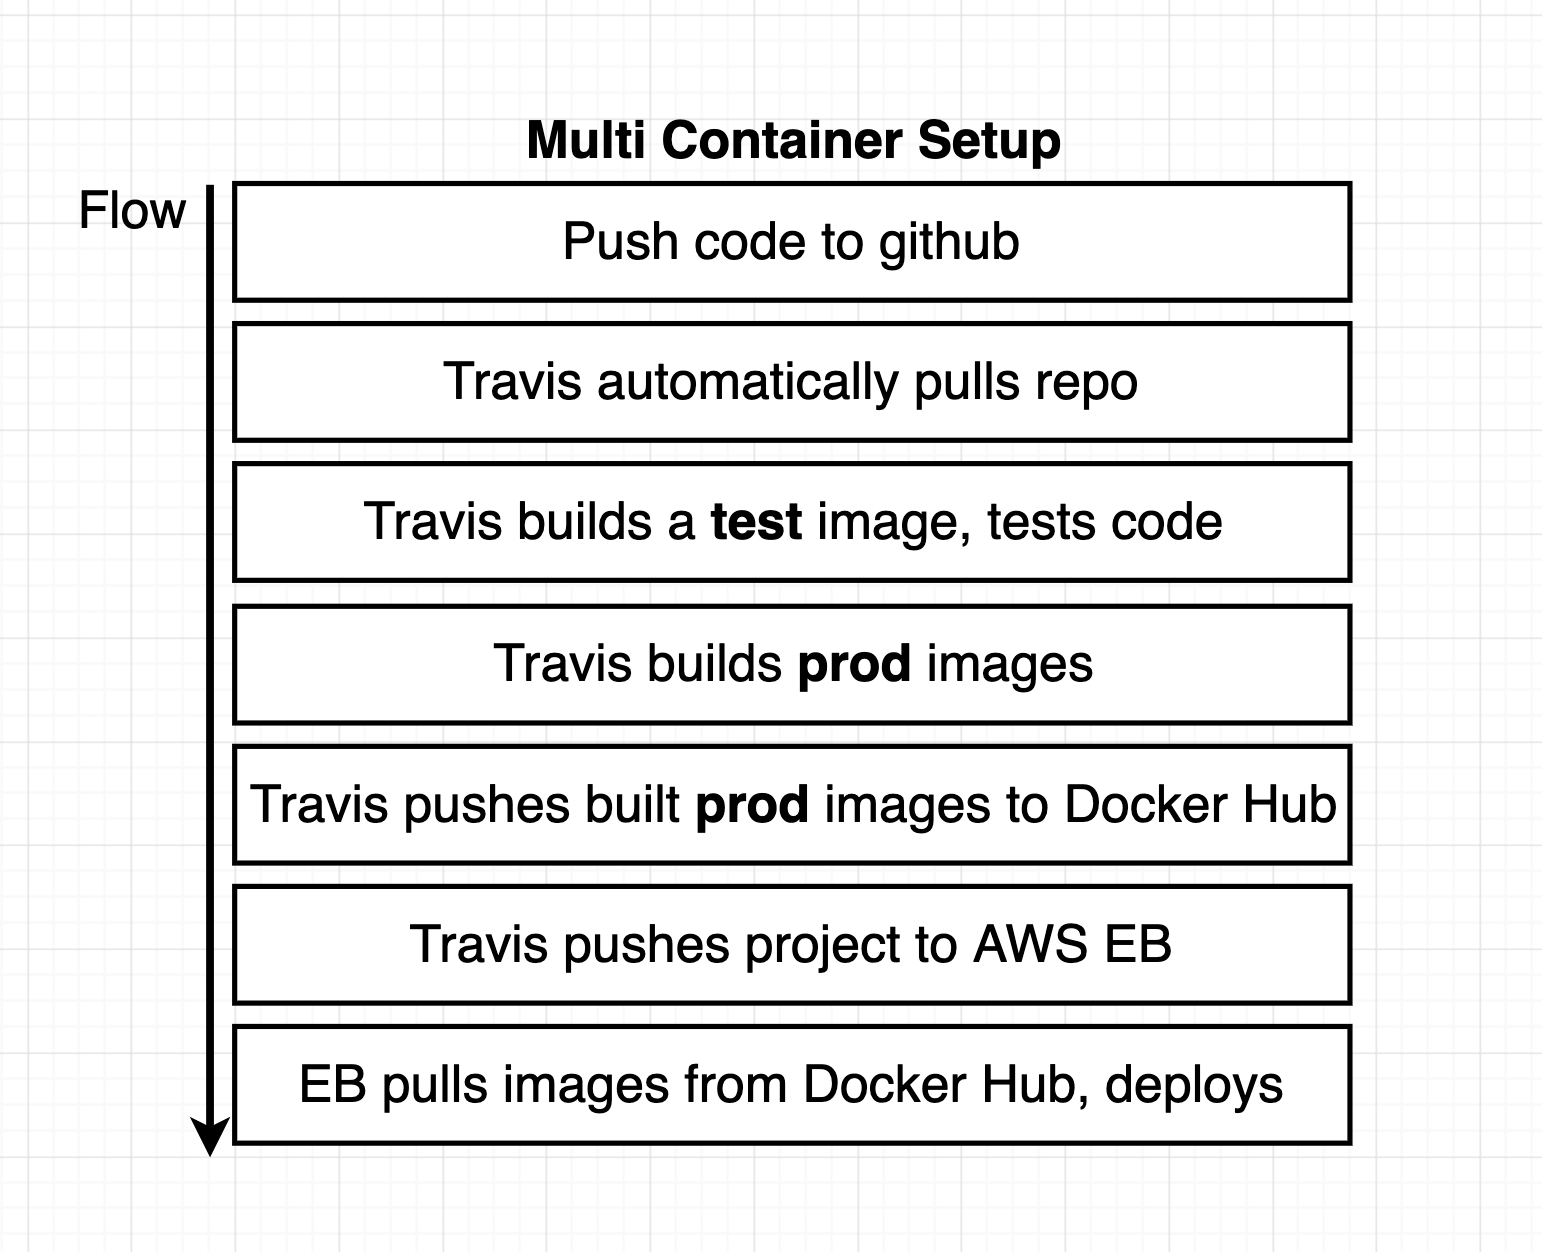 Multi Container Setup
Flow
Push code to github
Travis automatically pulls repo
Travis builds a test image, tests code
Travis builds prod images
Travis pushes built prod images to Docker Hub
Travis pushes project to AWS EB
EB pulls images from Docker Hub, deploys